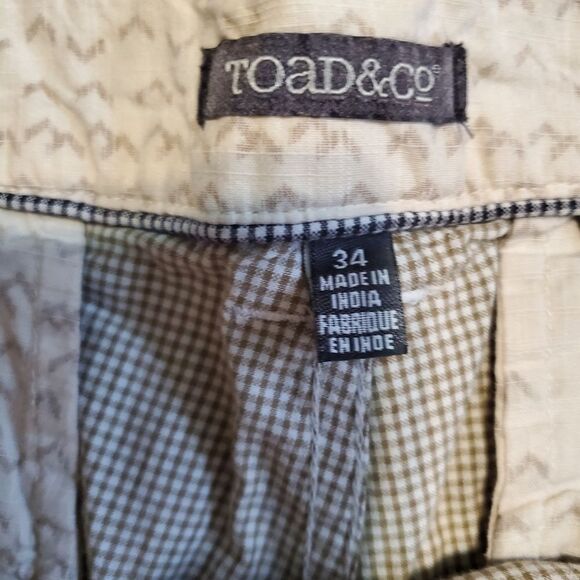 TOAD&CO®
34
MADE IN
INDIA
FABRIQUE
EN INDE